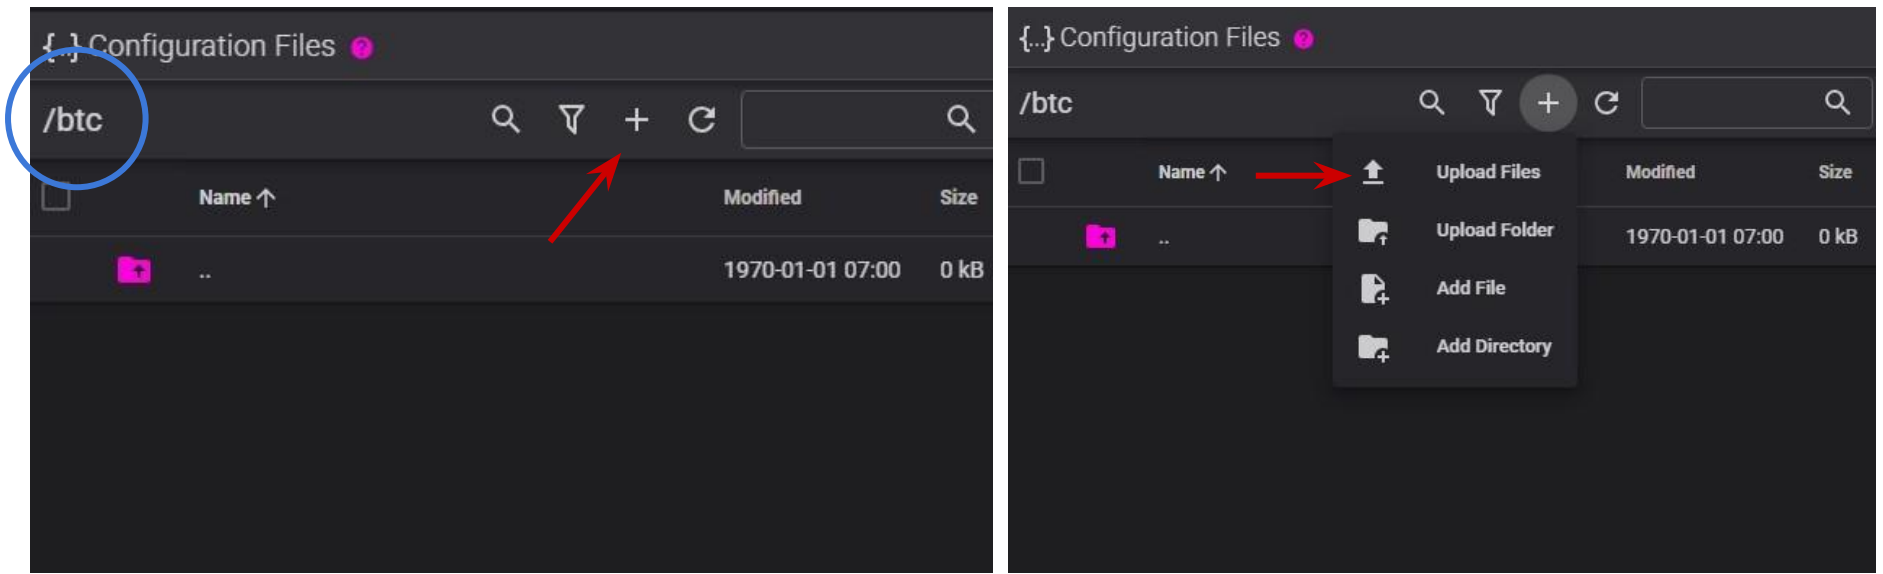 {...} Configuration Files ?
/btc
Name ↑ Modified Size
.. 1970-01-01 07:00 0 kB
{...} Configuration Files ?
/btc
Name ↑ Modified Size
.. 1970-01-01 07:00 0 kB
Upload Files
Upload Folder
Add File
Add Directory